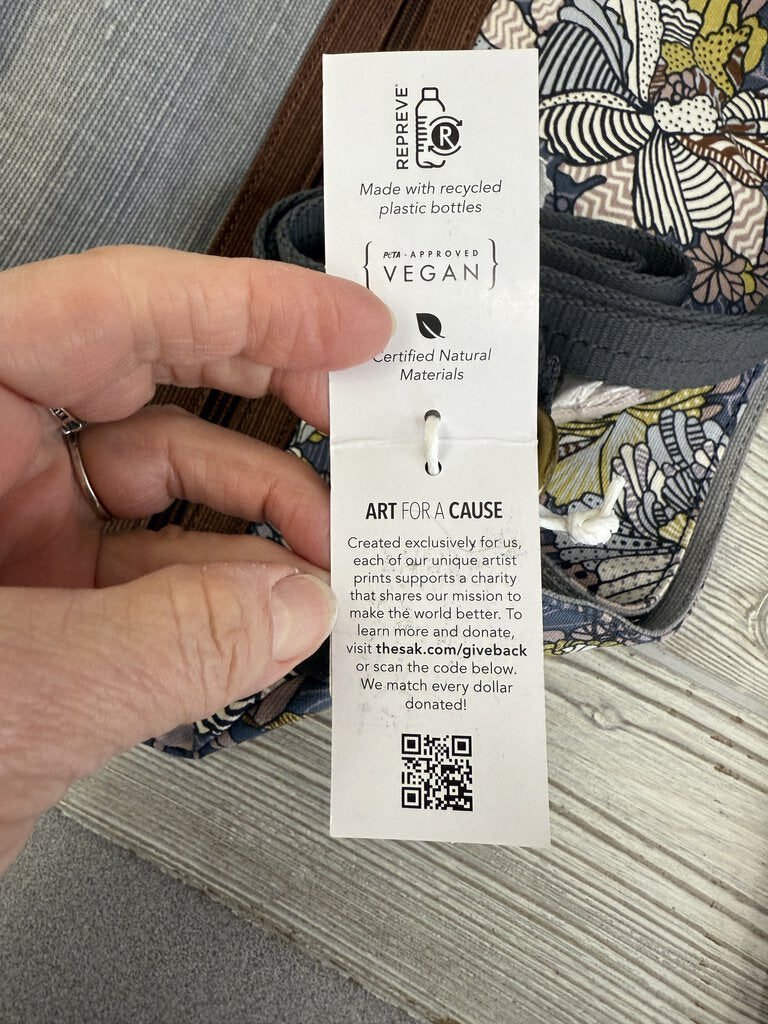 REPREVE®
R
Made with recycled
plastic bottles
PETA - APPROVED
VEGAN
Certified Natural
Materials
ART FOR A CAUSE
Created exclusively for us,
each of our unique artist
prints supports a charity
that shares our mission to
make the world better. To
learn more and donate,
visit thesak.com/giveback
or scan the code below.
We match every dollar
donated!